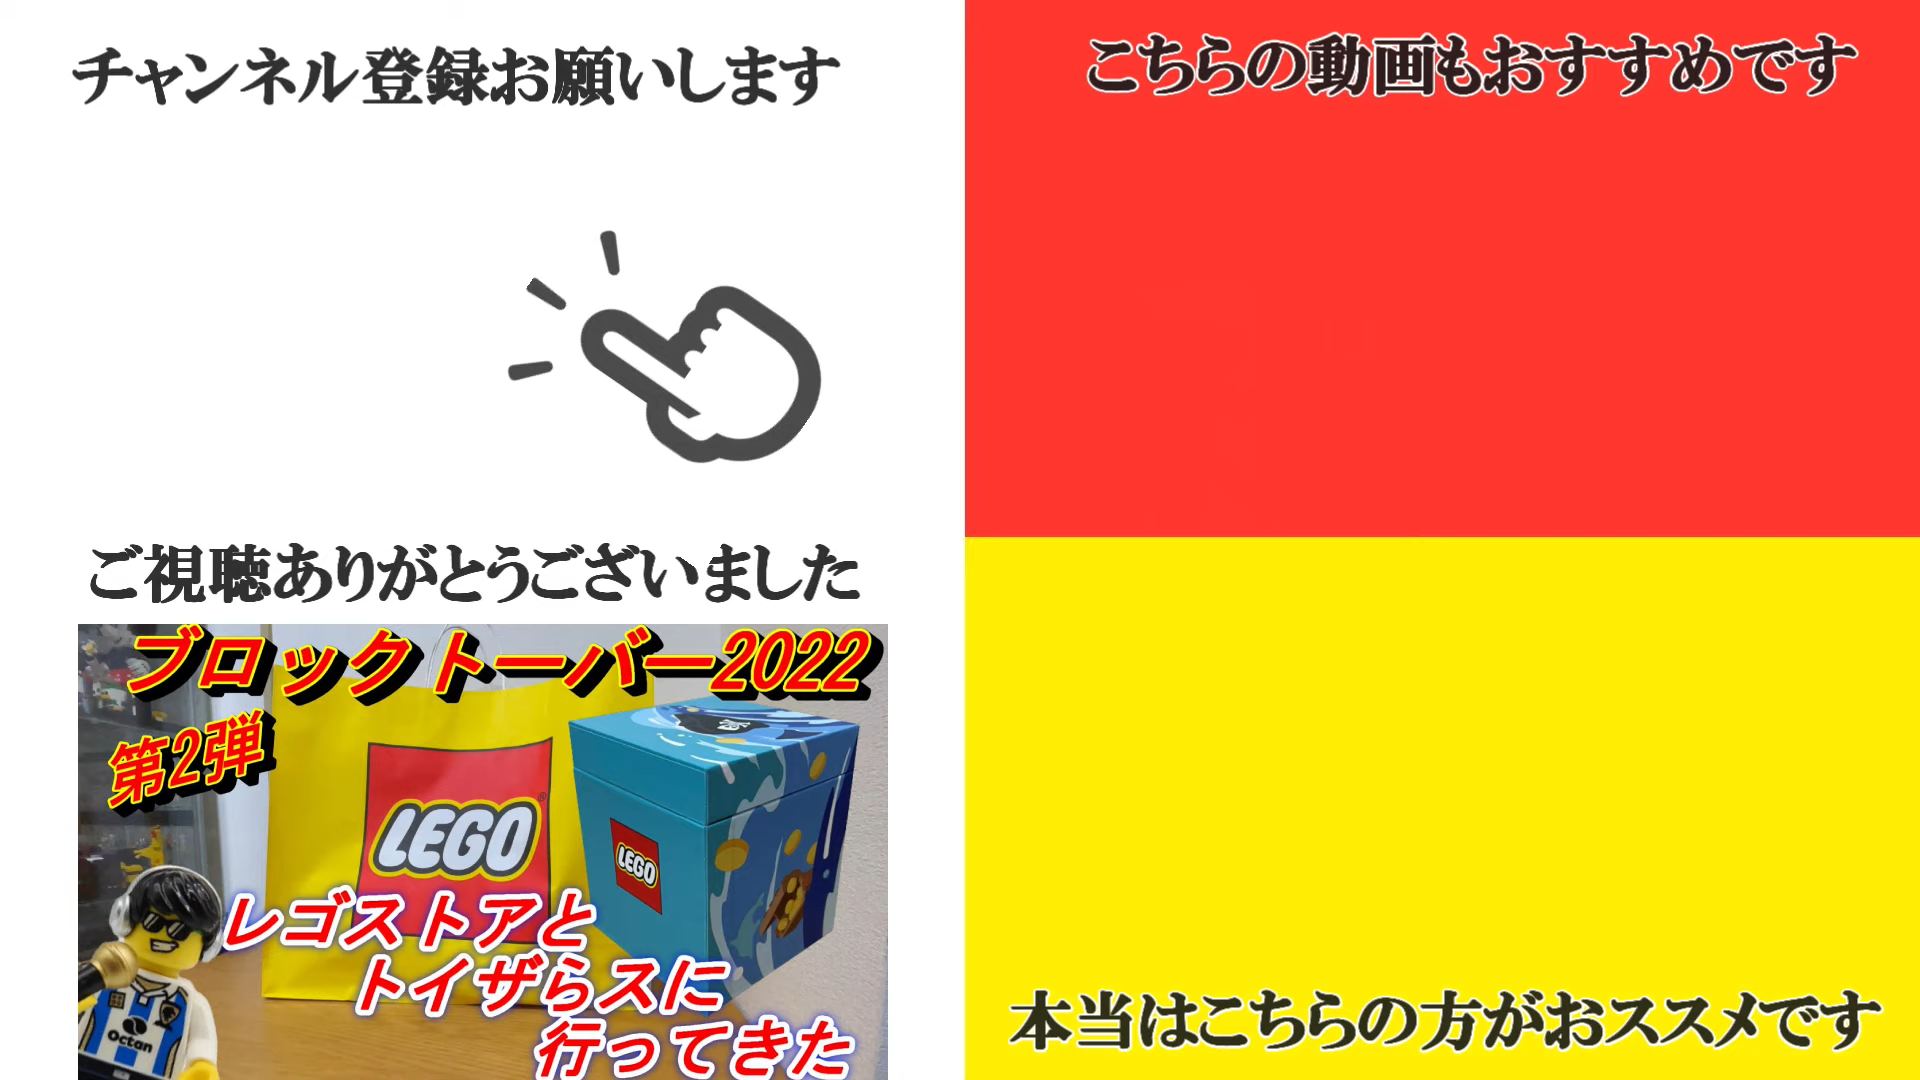 チャンネル登録お願いします
こちらの動画もおすすめです
ご視聴ありがとうございました
ブロックトーバー2022
第2弾
LEGO
LEGO
レゴストアと
トイザらスに
行ってきた
Octan
本当はこちらの方がおススメです